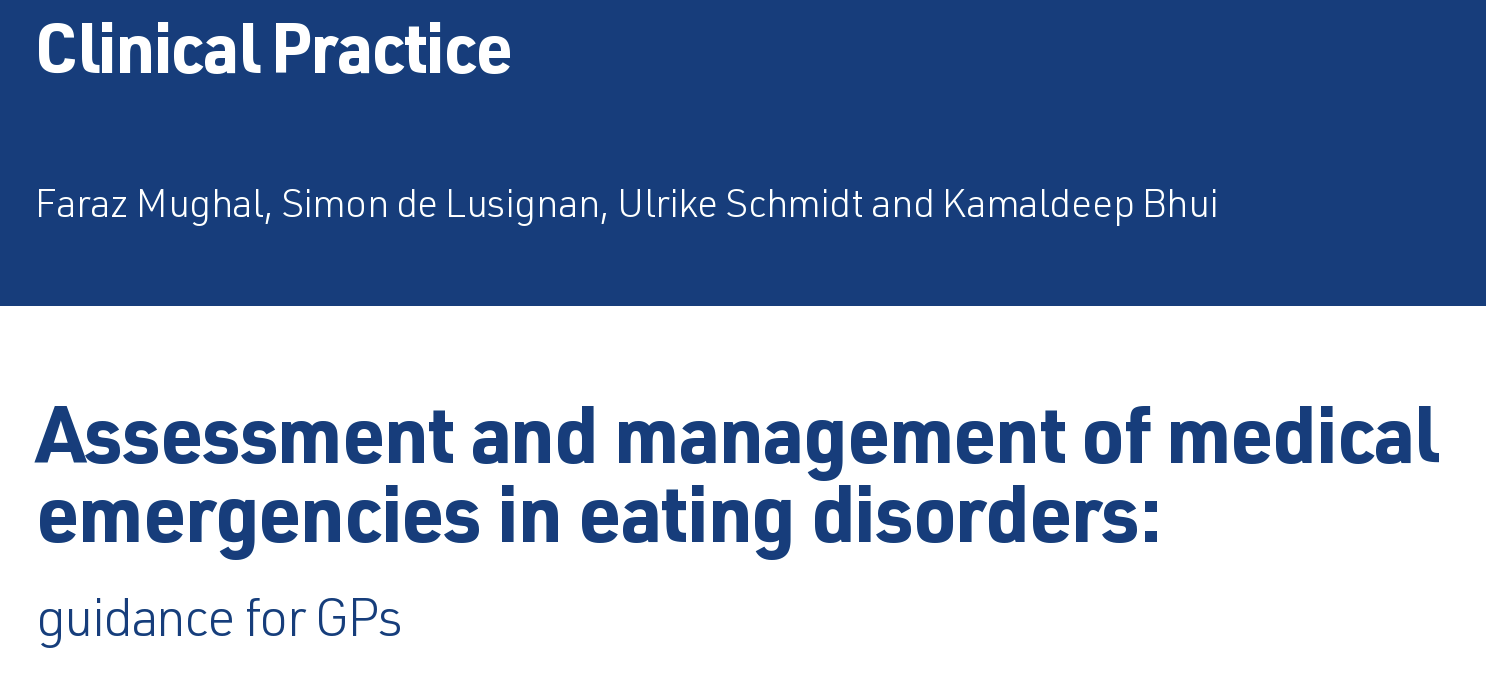 Clinical Practice
Faraz Mughal, Simon de Lusignan, Ulrike Schmidt and Kamaldeep Bhui
Assessment and management of medical
emergencies in eating disorders:
guidance for GPs